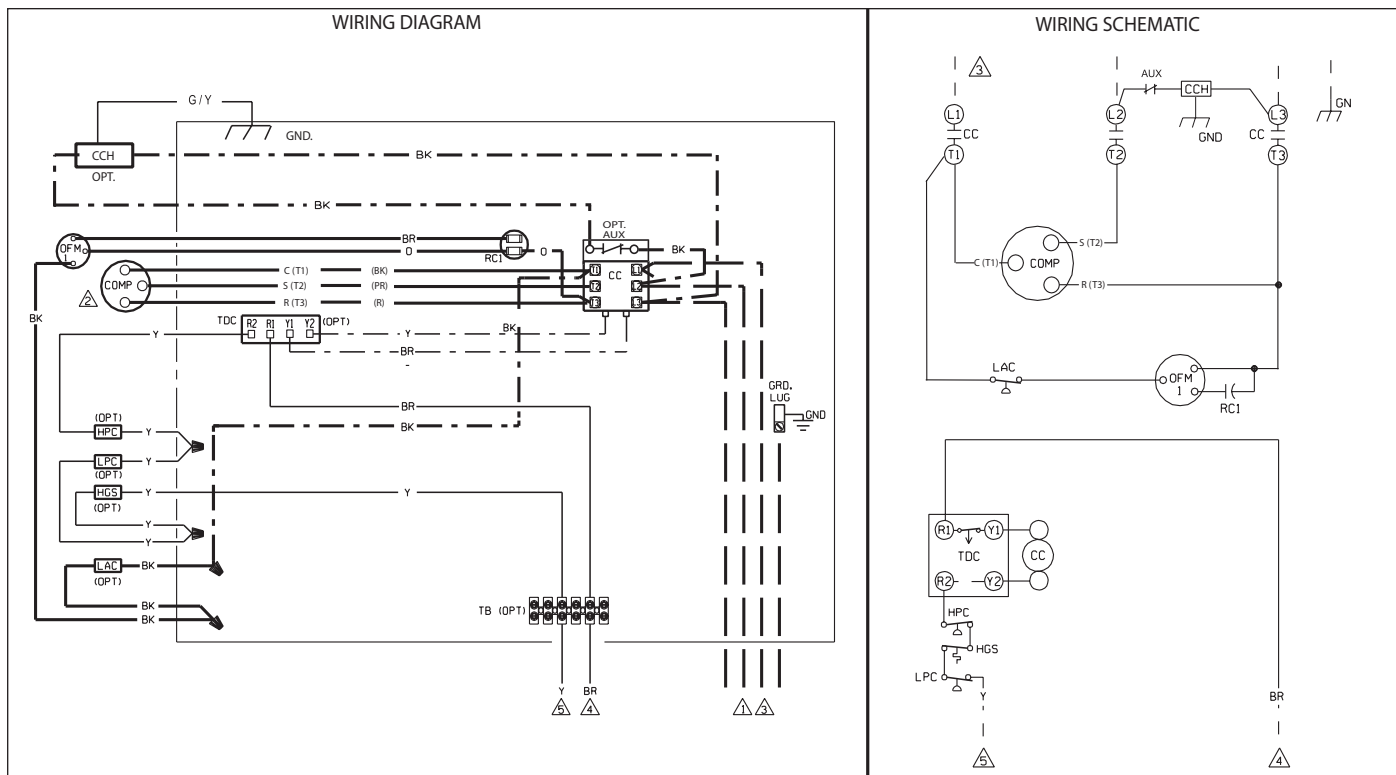 WIRING DIAGRAM
G/Y
GND.
CCH
OPT.
BK
BK
OPT.
AUX
BR
O
O
RC1
OFM
1
BK
T1
L1
CC
T2
L2
T3
L3
C (T1)
(BK)
COMP
S (T2)
(PR)
R (T3)
(R)
2
BK
TDC
R2
R1
Y1
Y2
(OPT)
Y
Y
BK
BR
BR
GRD.
LUG
GND
BK
(OPT)
HPC
Y
LPC
Y
(OPT)
HGS
Y
Y
(OPT)
Y
Y
LAC
BK
(OPT)
BK
BK
TB (OPT)
Y
BR
5
4
1
3
WIRING SCHEMATIC
3
AUX
CCH
GND
GN
L1
L2
L3
CC
CC
T1
T2
T3
S (T2)
C (T1)
COMP
R (T3)
LAC
OFM
1
RC1
R1
Y1
TDC
CC
R2
Y2
HPC
HGS
LPC
Y
BR
5
4